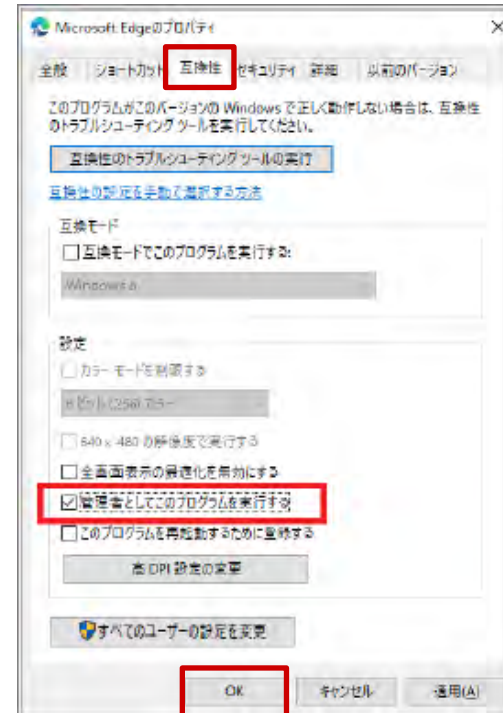 Microsoft Edgeのプロパティ
全般 ショートカット 互換性 セキュリティ 詳細 以前のバージョン
このプログラムがこのバージョンの Windows で正しく動作しない場合は、互換性
のトラブルシューティング ツールを実行してください。
互換性のトラブルシューティング ツールの実行
互換性の設定を手動で選択する方法
互換モード
互換モードでこのプログラムを実行する:
Windows 8
設定
カラー モードを制限する
8 ビット (256) カラー
640 x 480 の解像度で実行する
全画面表示の最適化を無効にする
管理者としてこのプログラムを実行する
このプログラムを再起動するために登録する
高 DPI 設定の変更
すべてのユーザーの設定を変更
OK キャンセル 適用(A)